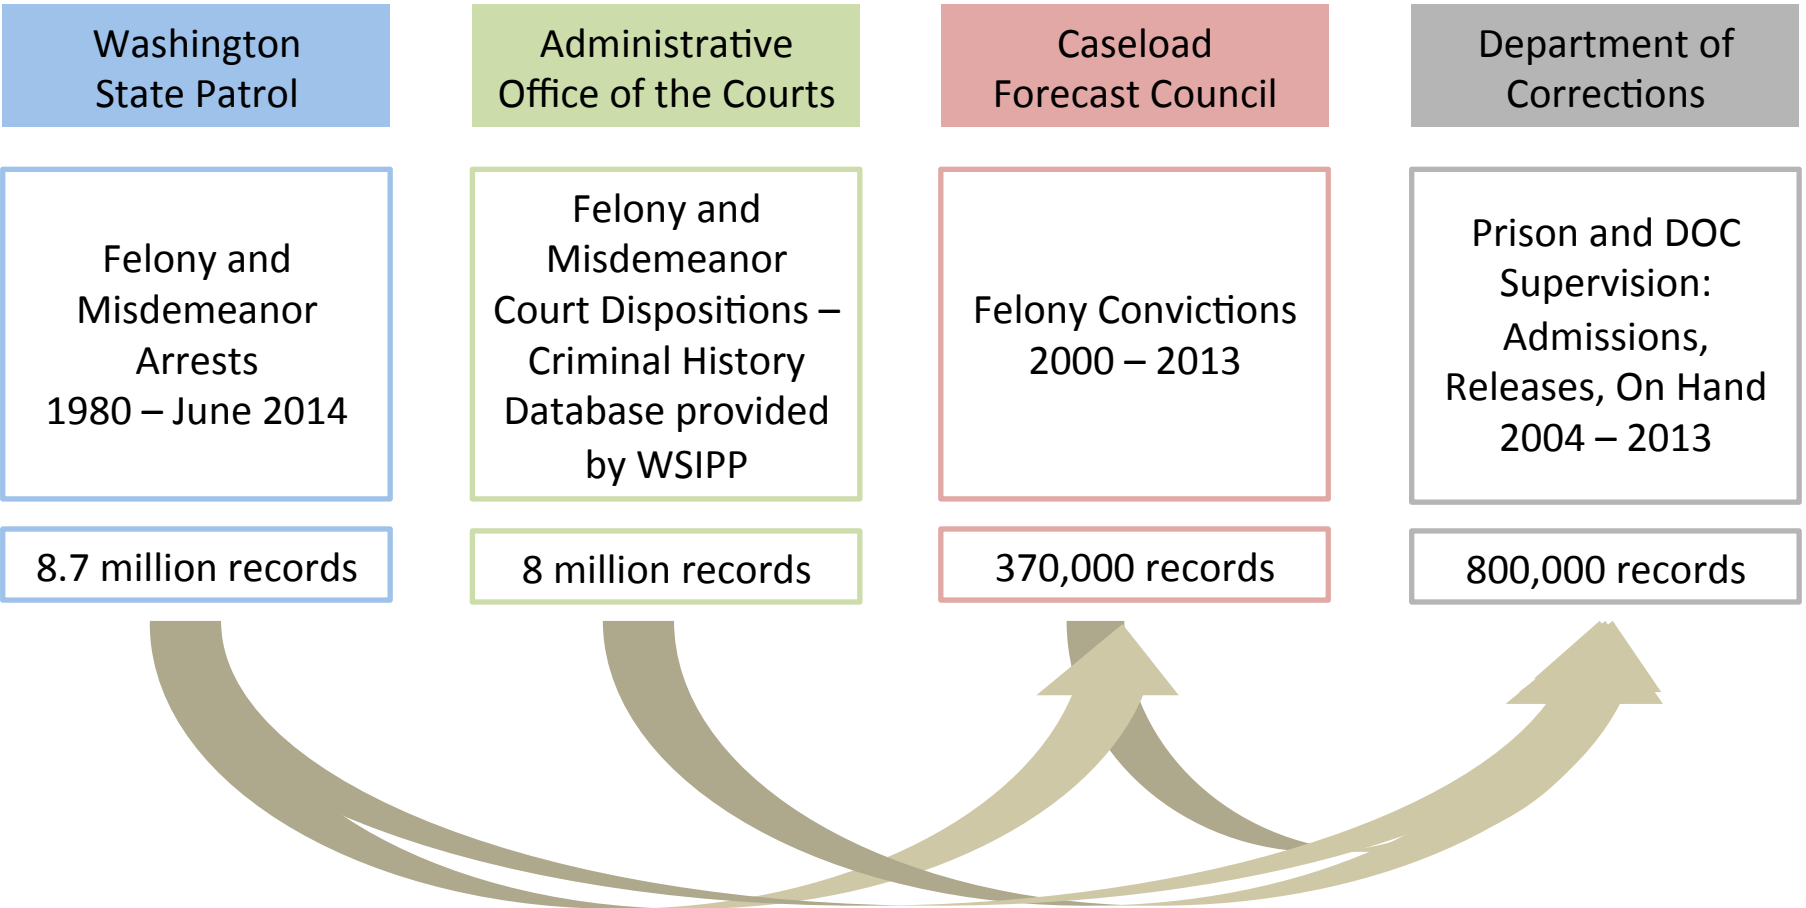 Washington
State Patrol
Administrative
Office of the Courts
Caseload
Forecast Council
Department of
Corrections
Felony and
Misdemeanor
Arrests
1980 – June 2014
Felony and
Misdemeanor
Court Dispositions –
Criminal History
Database provided
by WSIPP
Felony Convictions
2000 – 2013
Prison and DOC
Supervision:
Admissions,
Releases, On Hand
2004 – 2013
8.7 million records
8 million records
370,000 records
800,000 records